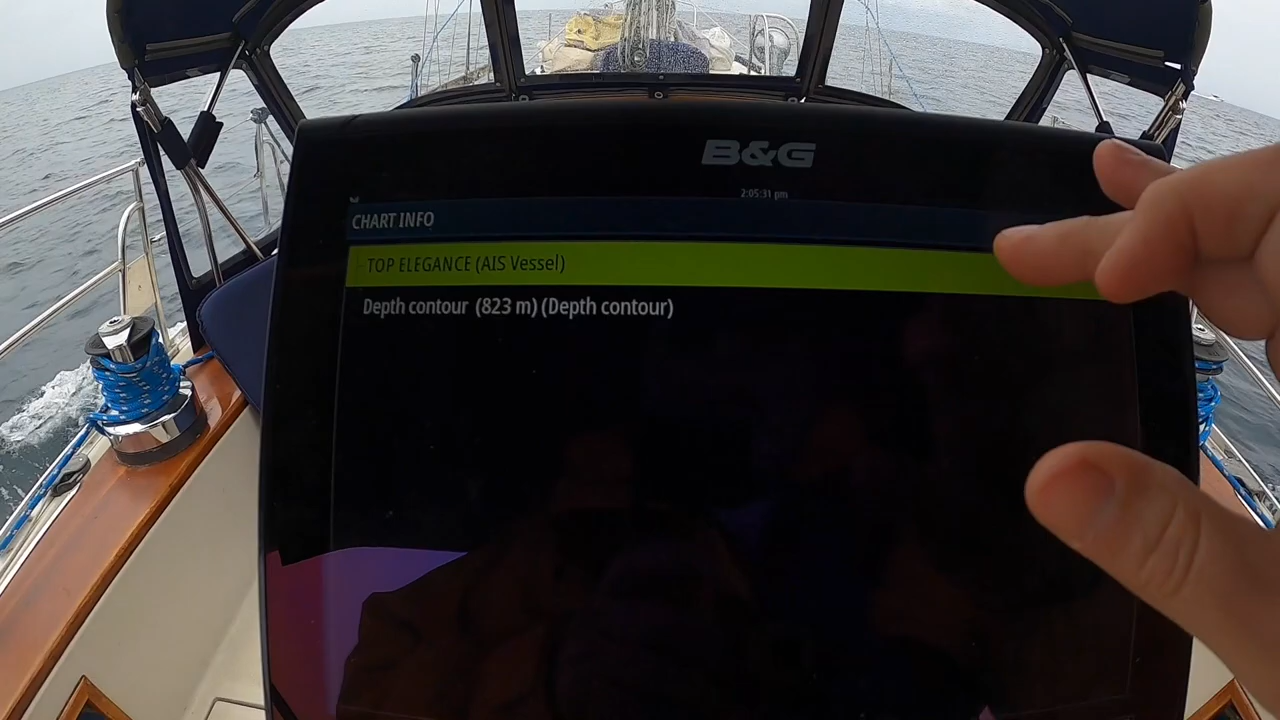 B&G
2:05:31 pm
CHART INFO
TOP ELEGANCE (AIS Vessel)
Depth contour (823 m) (Depth contour)